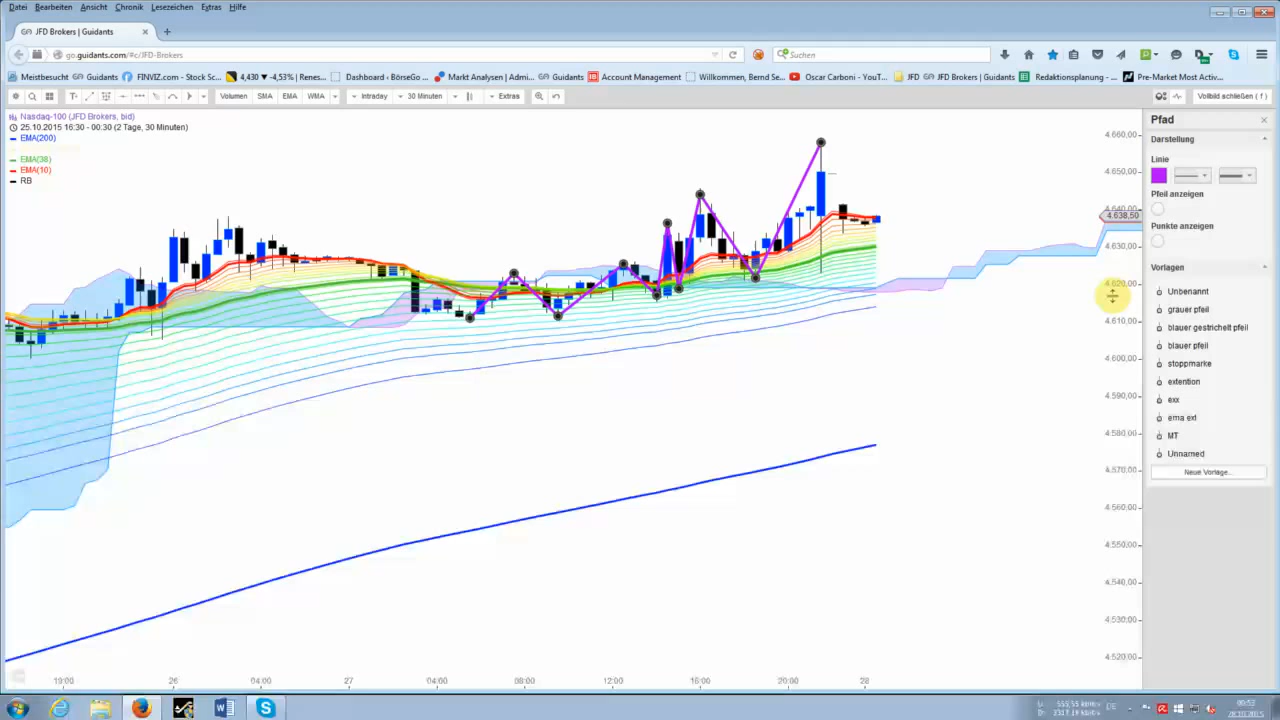 Datei Bearbeiten Ansicht Chronik Lesezeichen Extras Hilfe
JFD Brokers | Guidants
go.guidants.com/#c/JFD-Brokers
Suchen
Meistbesucht Guidants FINVIZ.com - Stock Sc... 4,430 ▼ -4,53% | Renes... Dashboard ‹ BörseGo ... Markt Analysen | Admi... Guidants Account Management Willkommen, Bernd Se... Oscar Carboni - YouT... JFD JFD Brokers | Guidants Redaktionsplanung ... Pre-Market Most Activ...
Volumen SMA EMA WMA Intraday 30 Minuten Extras Vollbild schließen ( f )
Nasdaq-100 (JFD Brokers, bid)
25.10.2015 16:30 - 00:30 (2 Tage, 30 Minuten)
EMA(200)
EMA(38)
EMA(10)
RB
4.660,00
4.650,00
4.640,00
4.638,50
4.630,00
4.620,00
4.610,00
4.600,00
4.590,00
4.580,00
4.570,00
4.560,00
4.550,00
4.540,00
4.530,00
4.520,00
19:00 26 04:00 27 04:00 08:00 12:00 16:00 20:00 28
Pfad
Darstellung
Linie
Pfeil anzeigen
Punkte anzeigen
Vorlagen
Unbenannt
grauer pfeil
blauer gestrichelt pfeil
blauer pfeil
stoppmarke
extention
exx
ema ext
MT
Unnamed
Neue Vorlage...
DE
00:53
28.10.2015